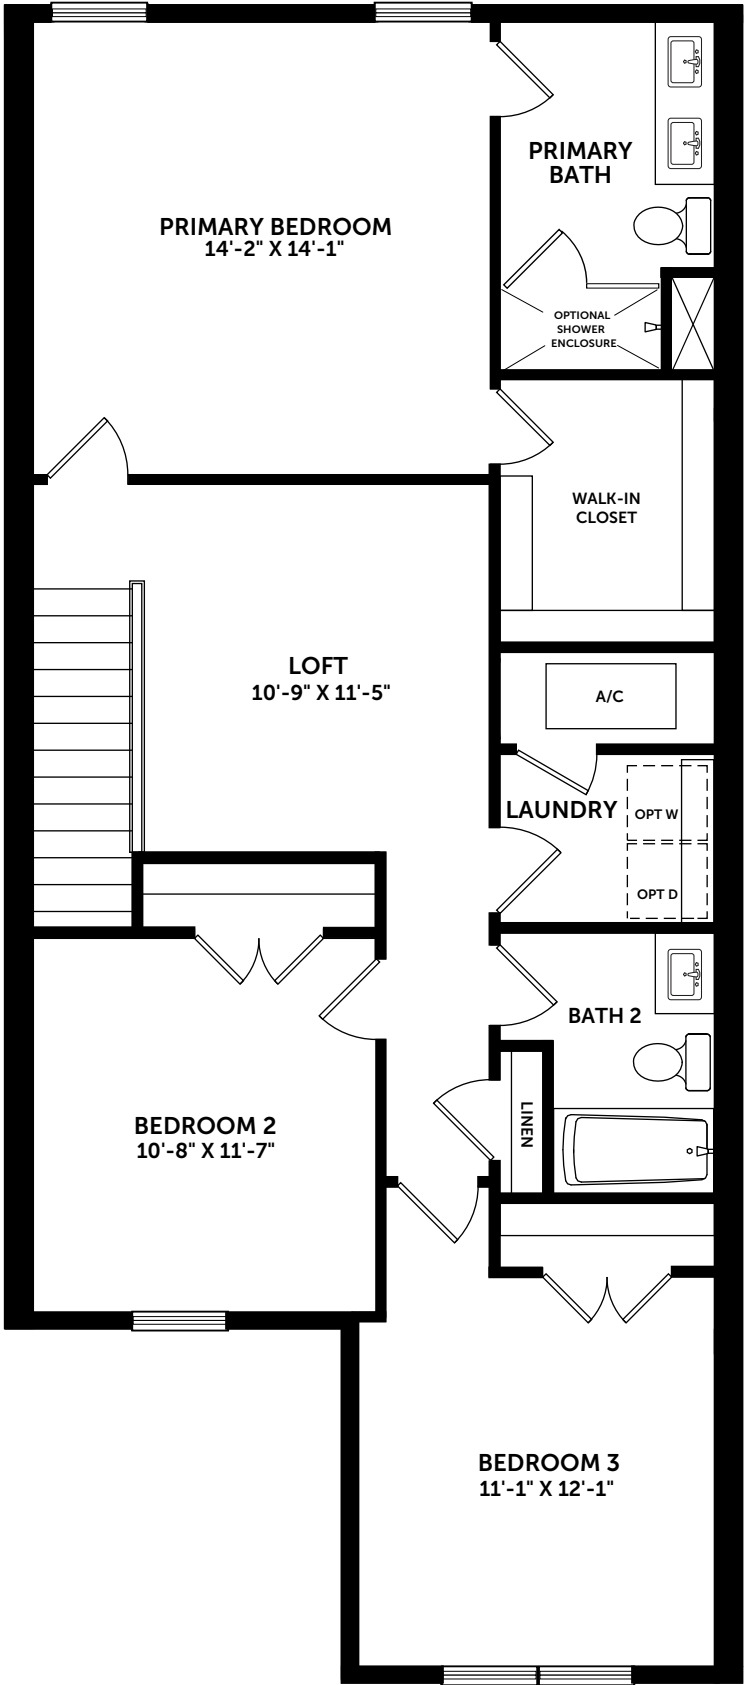 PRIMARY
BATH
PRIMARY BEDROOM
14'-2" X 14'-1"
OPTIONAL
SHOWER
ENCLOSURE
WALK-IN
CLOSET
LOFT
10'-9" X 11'-5"
A/C
LAUNDRY
OPT W
OPT D
BATH 2
LINEN
BEDROOM 2
10'-8" X 11'-7"
BEDROOM 3
11'-1" X 12'-1"